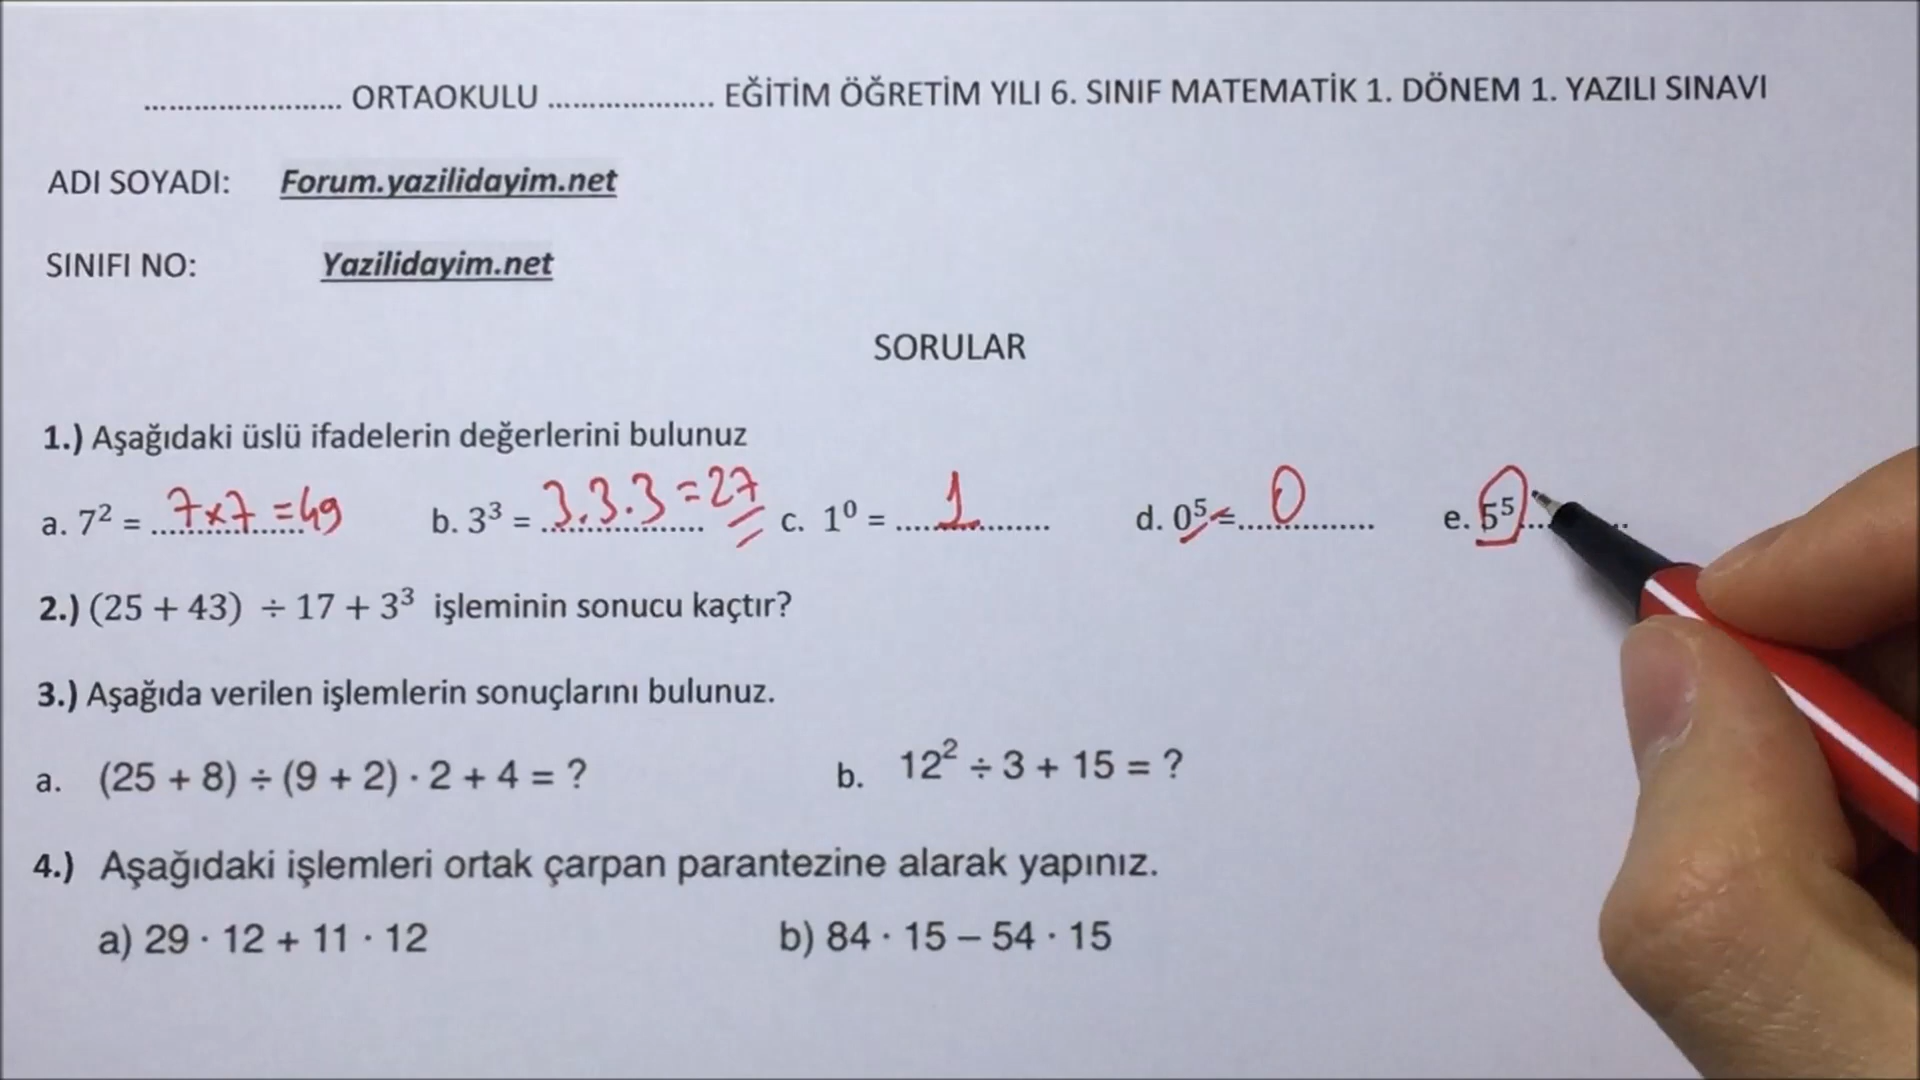 ........................ ORTAOKULU .................... EĞİTİM ÖĞRETİM YILI 6. SINIF MATEMATİK 1. DÖNEM 1. YAZILI SINAVI
ADI SOYADI: Forum.yazilidayim.net
SINIFI NO: Yazilidayim.net
SORULAR
1.) Aşağıdaki üslü ifadelerin değerlerini bulunuz
a. 7² = 7x7 = 49 b. 3³ = 3.3.3 = 27 c. 1⁰ = 1 d. 0⁵ = 0 e. 5⁵
2.) (25 + 43) ÷ 17 + 3³ işleminin sonucu kaçtır?
3.) Aşağıda verilen işlemlerin sonuçlarını bulunuz.
a. (25 + 8) ÷ (9 + 2) · 2 + 4 = ? b. 12² ÷ 3 + 15 = ?
4.) Aşağıdaki işlemleri ortak çarpan parantezine alarak yapınız.
a) 29 · 12 + 11 · 12 b) 84 · 15 – 54 · 15